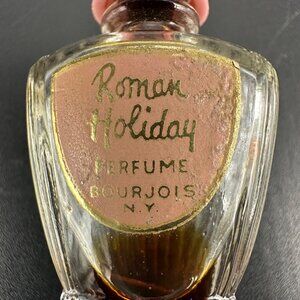 Roman
Holiday
PERFUME
BOURJOIS
N.Y.